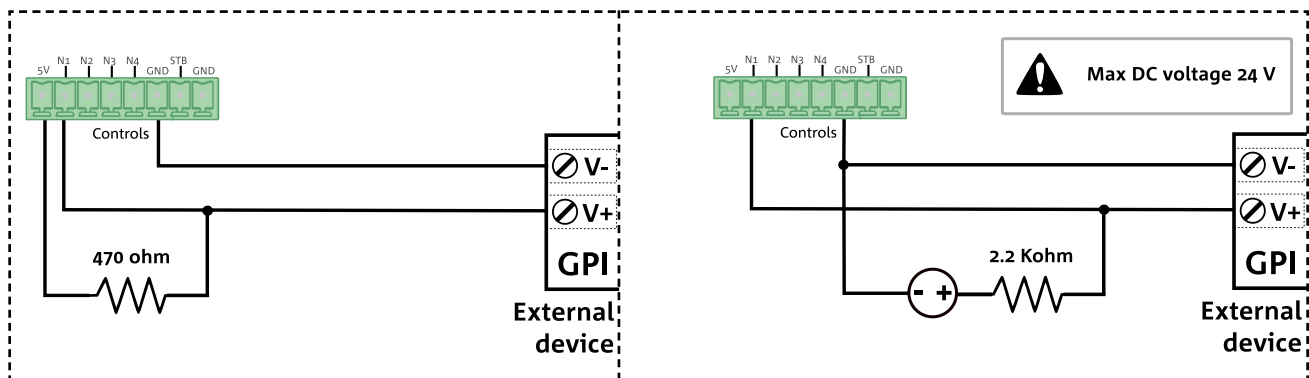 5V N1 N2 N3 N4 GND STB GND
Controls
V-
V+
470 ohm
GPI
External
device
5V N1 N2 N3 N4 GND STB GND
Max DC voltage 24 V
Controls
V-
V+
2.2 Kohm
- +
GPI
External
device